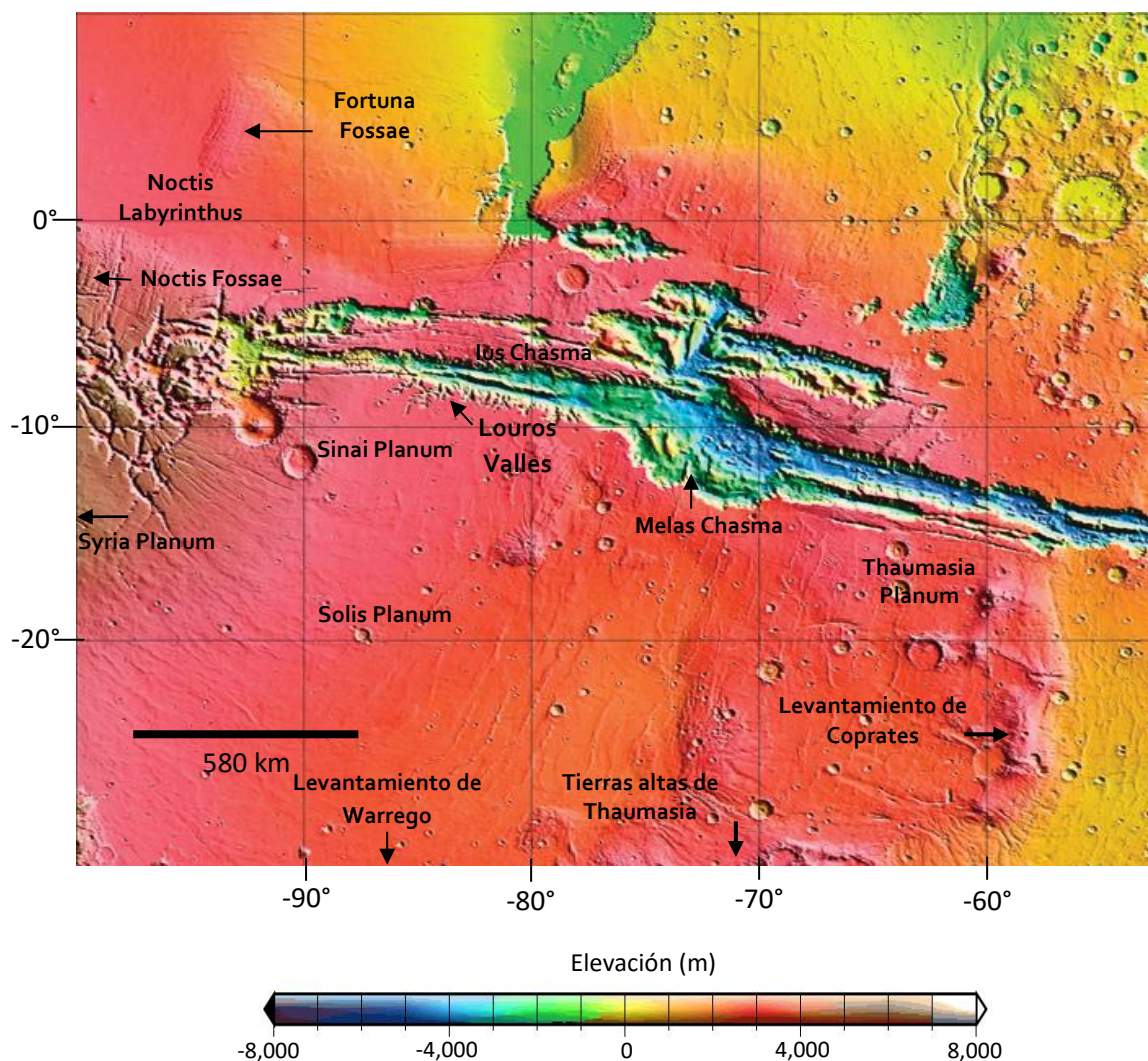 Fortuna
Fossae
Noctis
Labyrinthus
0°
Noctis Fossae
Ius Chasma
-10°
Sinai Planum
Louros
Valles
Syria Planum
Melas Chasma
Thaumasia
Planum
Solis Planum
-20°
Levantamiento de
Coprates
580 km
Levantamiento de
Warrego
Tierras altas de
Thaumasia
-90°
-80°
-70°
-60°
Elevación (m)
-8,000
-4,000
0
4,000
8,000